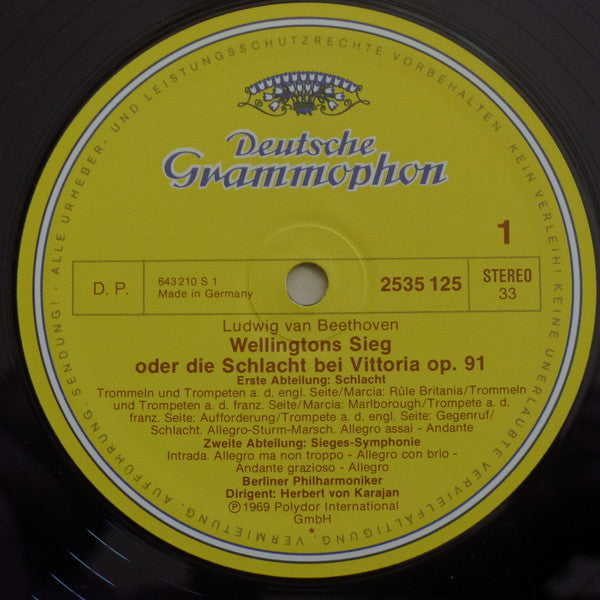 ALLE URHEBER- UND LEISTUNGSSCHUTZRECHTE VORBEHALTEN · KEIN VERLEIH! KEINE UNERLAUBTE VERVIELFÄLTIGUNG, VERMIETUNG, AUFFÜHRUNG, SENDUNG! -
Deutsche
Grammophon
1
D. P.
643 210 S 1
Made in Germany
2535 125
STEREO
33
Ludwig van Beethoven
Wellingtons Sieg
oder die Schlacht bei Vittoria op. 91
Erste Abteilung: Schlacht
Trommeln und Trompeten a. d. engl. Seite/Marcia: Rûle Britania/Trommeln
und Trompeten a. d. franz. Seite/Marcia: Marlborough/Trompete a. d.
franz. Seite: Aufforderung/Trompete a. d. engl. Seite: Gegenruf/
Schlacht. Allegro-Sturm-Marsch. Allegro assai - Andante
Zweite Abteilung: Sieges-Symphonie
Intrada. Allegro ma non troppo - Allegro con brio -
Andante grazioso - Allegro
Berliner Philharmoniker
Dirigent: Herbert von Karajan
Ⓟ 1969 Polydor International
GmbH
*